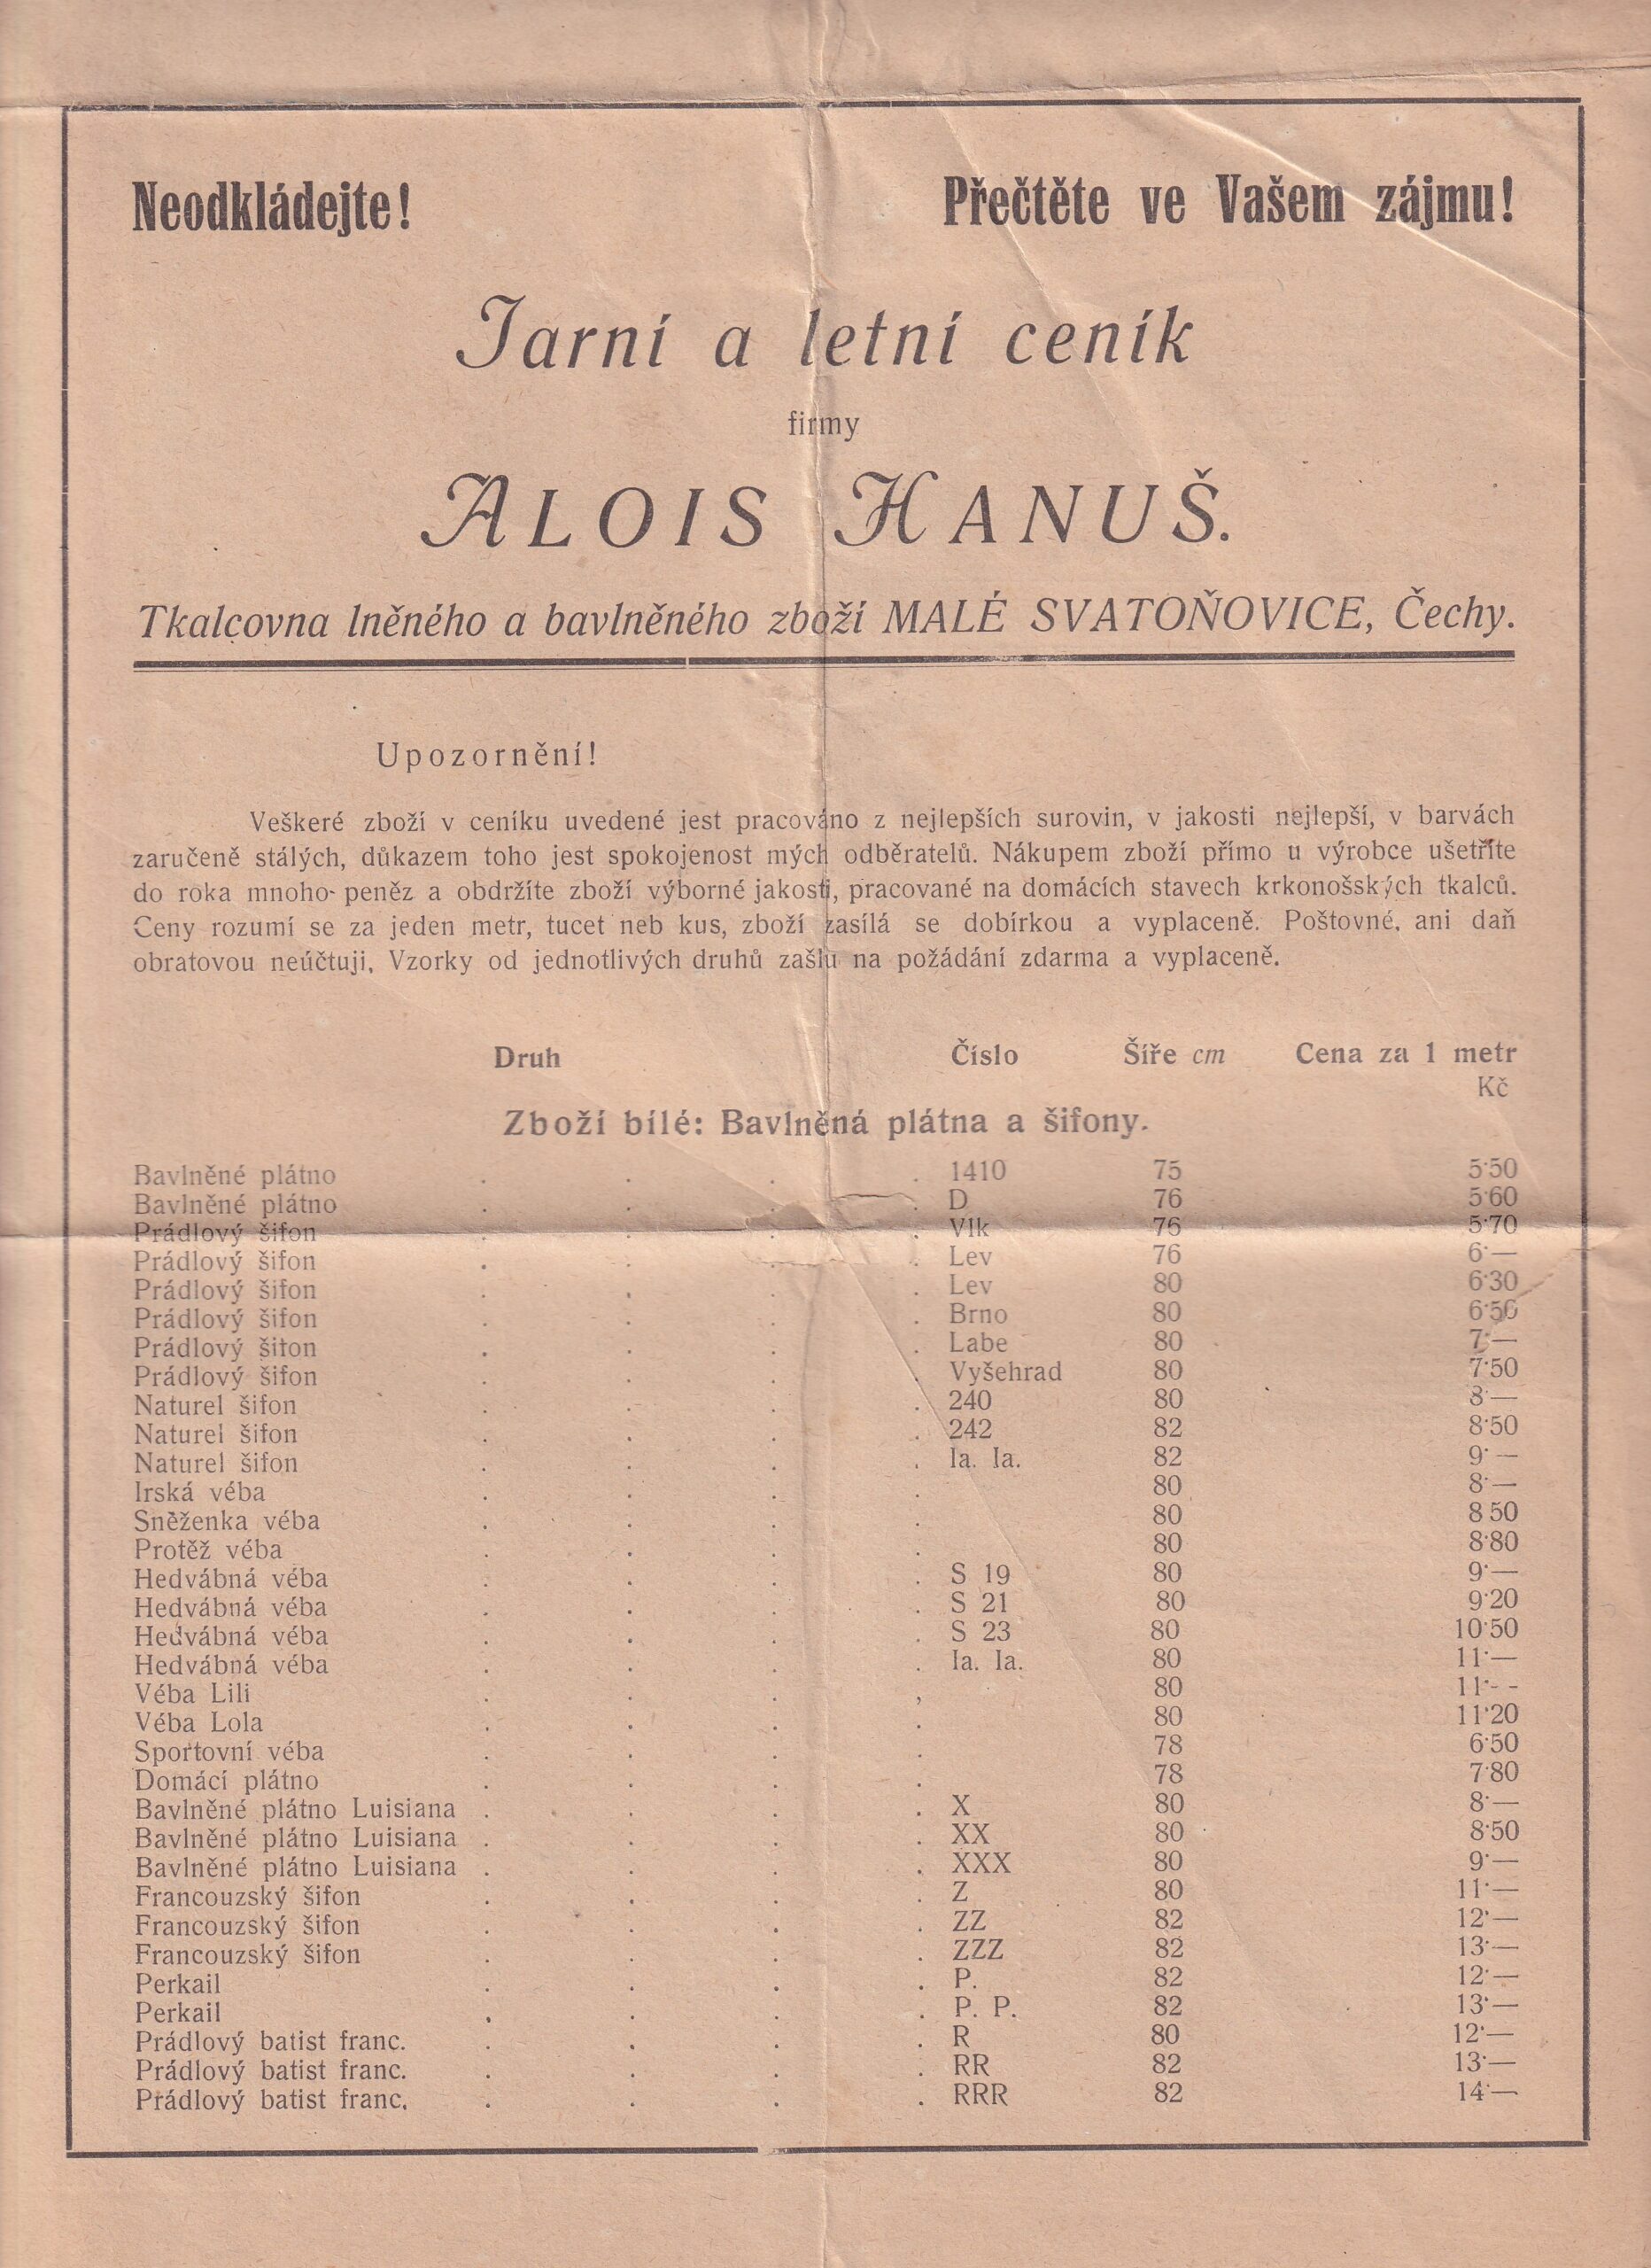 Neodkládejte! Přečtěte ve Vašem zájmu!
Jarní a letní ceník
firmy
ALOIS HANUŠ.
Tkalcovna lněného a bavlněného zboží MALÉ SVATOŇOVICE, Čechy.
Upozornění!
Veškeré zboží v ceníku uvedené jest pracováno z nejlepších surovin, v jakosti nejlepší, v barvách
zaručeně stálých, důkazem toho jest spokojenost mých odběratelů. Nákupem zboží přímo u výrobce ušetříte
do roka mnoho- peněz a obdržíte zboží výborné jakosti, pracované na domácích stavech krkonošských tkalců.
Ceny rozumí se za jeden metr, tucet neb kus, zboží zasílá se dobírkou a vyplaceně. Poštovné, ani daň
obratovou neúčtuji, Vzorky od jednotlivých druhů zašlu na požádání zdarma a vyplaceně.
Druh Číslo Šíře cm Cena za 1 metr
Kč
Zboží bílé: Bavlněná plátna a šifony.
Bavlněné plátno . . . . 1410 75 5·50
Bavlněné plátno . . . . D 76 5·60
Prádlový šifon . . . . Vlk 76 5·70
Prádlový šifon . . . . Lev 76 6·—
Prádlový šifon . . . . Lev 80 6·30
Prádlový šifon . . . . Brno 80 6·50
Prádlový šiton . . . . Labe 80 7·—
Prádlový šifon . . . . Vyšehrad 80 7·50
Naturel šifon . . . . 240 80 8·—
Naturel šifon . . . . 242 82 8·50
Naturel šifon . . . . Ia. Ia. 82 9·—
Irská véba . . . . 80 8·—
Sněženka véba . . . . 80 8 50
Protěž véba . . . . 80 8·80
Hedvábná véba . . . . S 19 80 9·—
Hedvábná véba . . . . S 21 80 9·20
Hedvábná véba . . . . S 23 80 10·50
Hedvábná véba . . . . Ia. Ia. 80 11·—
Véba Lili . . . , 80 11·- -
Véba Lola . . . . 80 11·20
Sportovní véba . . . . 78 6·50
Domácí plátno . . . . 78 7·80
Bavlněné plátno Luisiana . . . . X 80 8·—
Bavlněné plátno Luisiana . . . . XX 80 8·50
Bavlněné plátno Luisiana . . . . XXX 80 9·—
Francouzský šifon . . . . Z 80 11·—
Francouzský šifon . . . . ZZ 82 12·—
Francouzský šifon . . . . ZZZ 82 13·—
Perkail . . . . P. 82 12·—
Perkail . . . . P. P. 82 13·—
Prádlový batist franc. . . . . R 80 12·—
Prádlový batist franc. . . . . RR 82 13·—
Prádlový batist franc, . . . . RRR 82 14·—